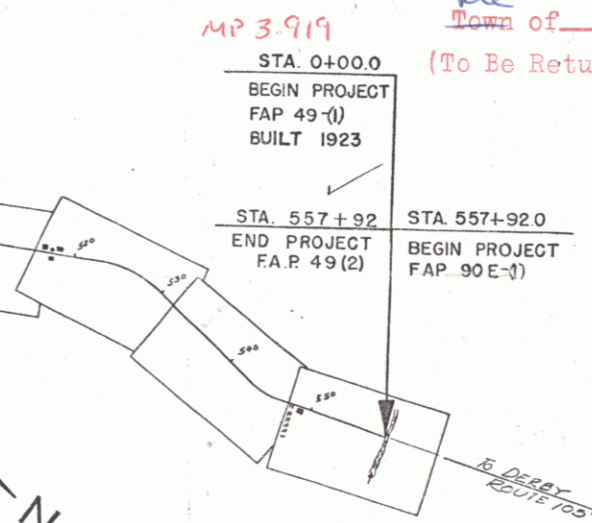 MP 3.919
Town of
(To Be Retu
STA. 0+00.0
BEGIN PROJECT
FAP 49-(1)
BUILT 1923
STA. 557+92
END PROJECT
F.A.P. 49(2)
STA. 557+92.0
BEGIN PROJECT
FAP 90E-(1)
520
530
540
550
To DERBY
ROUTE 105
N